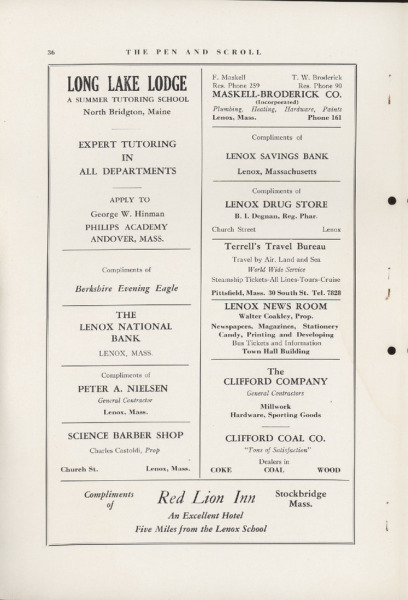 36
THE PEN AND SCROLL
LONG LAKE LODGE
A SUMMER TUTORING SCHOOL
North Bridgton, Maine
EXPERT TUTORING
IN
ALL DEPARTMENTS
APPLY TO
George W. Hinman
PHILIPS ACADEMY
ANDOVER, MASS.
Compliments of
Berkshire Evening Eagle
THE
LENOX NATIONAL
BANK
LENOX, MASS.
Compliments of
PETER A. NIELSEN
General Contractor
Lenox, Mass.
SCIENCE BARBER SHOP
Charles Castoldi, Prop
Church St. Lenox, Mass.
F. Maskell T. W. Broderick
Res. Phone 259 Res. Phone 90
MASKELL-BRODERICK CO.
(Incorporated)
Plumbing, Heating, Hardware, Paints
Lenox, Mass. Phone 161
Compliments of
LENOX SAVINGS BANK
Lenox, Massachusetts
Compliments of
LENOX DRUG STORE
B. I. Degnan, Reg. Phar.
Church Street Lenox
Terrell's Travel Bureau
Travel by Air, Land and Sea
World Wide Service
Steamship Tickets-All Lines-Tours-Cruise
Pittsfield, Mass. 30 South St. Tel. 7828
LENOX NEWS ROOM
Walter Coakley, Prop.
Newspapers, Magazines, Stationery
Candy, Printing and Developing
Bus Tickets and Information
Town Hall Building
The
CLIFFORD COMPANY
General Contractors
Millwork
Hardware, Sporting Goods
CLIFFORD COAL CO.
"Tons of Satisfaction"
Dealers in
COKE COAL WOOD
Compliments
of
Red Lion Inn
Stockbridge
Mass.
An Excellent Hotel
Five Miles from the Lenox School